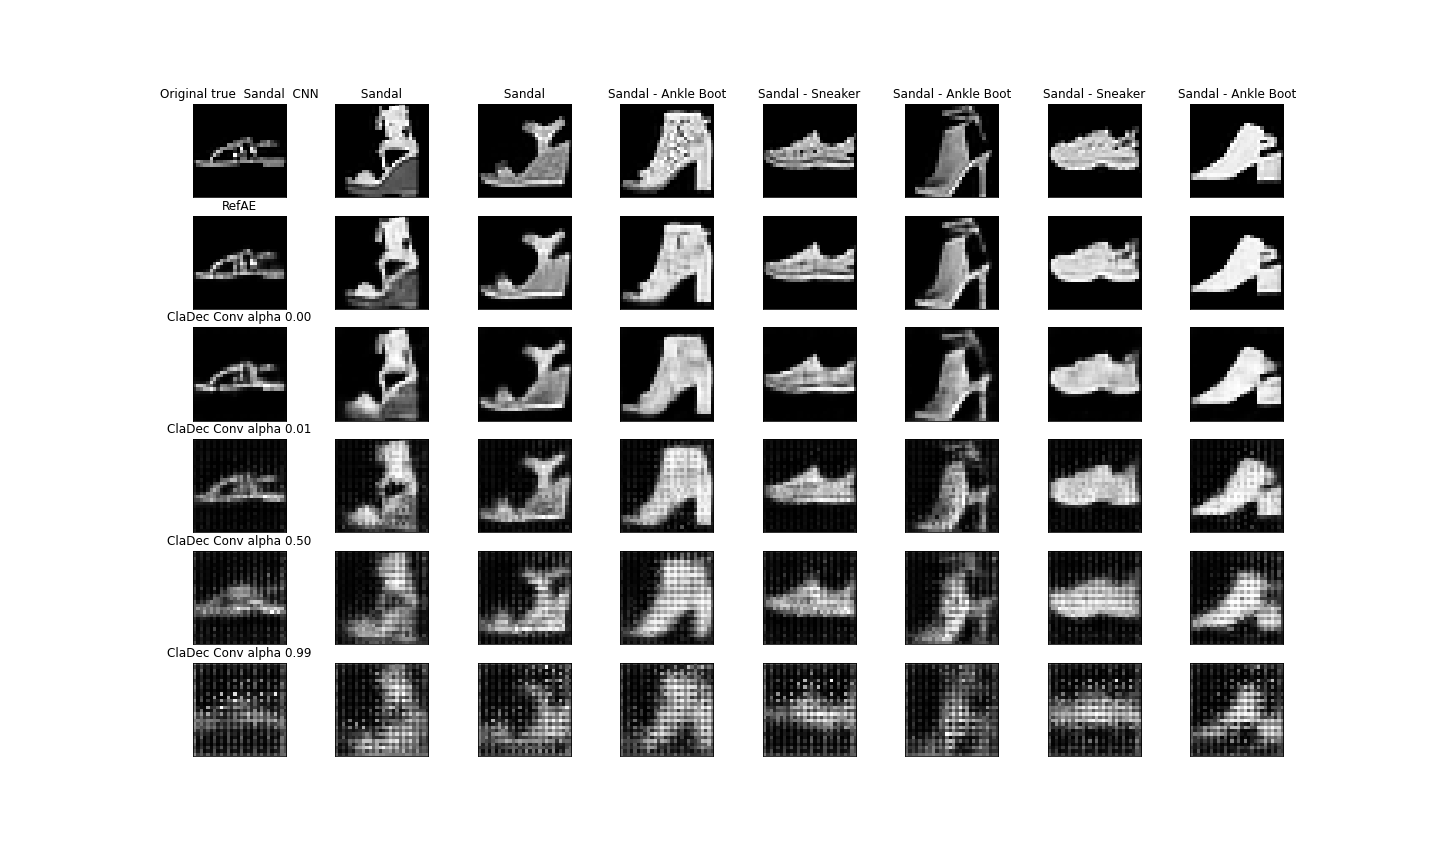 Original true  Sandal  CNN
Sandal
Sandal
Sandal - Ankle Boot
Sandal - Sneaker
Sandal - Ankle Boot
Sandal - Sneaker
Sandal - Ankle Boot
RefAE
ClaDec Conv alpha 0.00
ClaDec Conv alpha 0.01
ClaDec Conv alpha 0.50
ClaDec Conv alpha 0.99